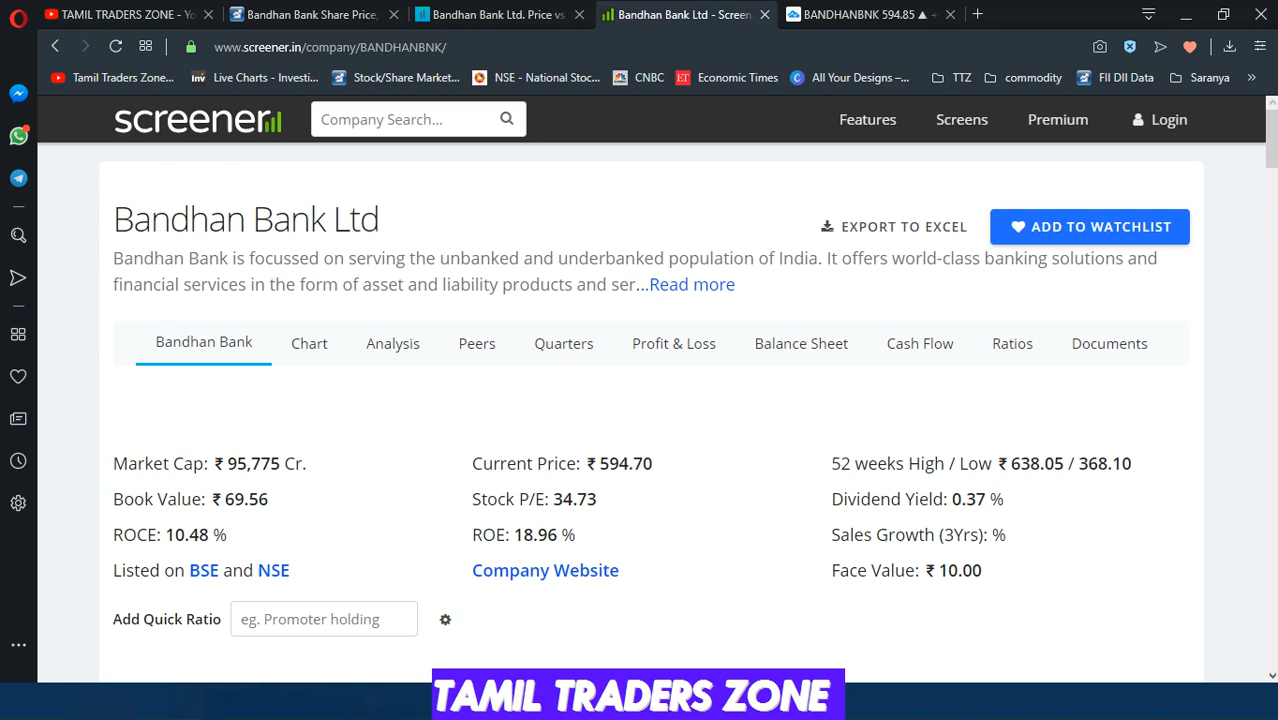 TAMIL TRADERS ZONE - Yo
Bandhan Bank Share Price,
Bandhan Bank Ltd. Price vs
Bandhan Bank Ltd - Screen
BANDHANBNK 594.85 ▲ +
www.screener.in/company/BANDHANBNK/
Tamil Traders Zone...
inv Live Charts - Investi...
Stock/Share Market...
NSE - National Stoc...
CNBC
ET Economic Times
C All Your Designs –...
TTZ
commodity
FII DII Data
Saranya
»
screener
Company Search...
Features
Screens
Premium
Login
Bandhan Bank Ltd
EXPORT TO EXCEL
ADD TO WATCHLIST
Bandhan Bank is focussed on serving the unbanked and underbanked population of India. It offers world-class banking solutions and
financial services in the form of asset and liability products and ser...Read more
Bandhan Bank
Chart
Analysis
Peers
Quarters
Profit & Loss
Balance Sheet
Cash Flow
Ratios
Documents
Market Cap: ₹ 95,775 Cr.
Current Price: ₹ 594.70
52 weeks High / Low ₹ 638.05 / 368.10
Book Value: ₹ 69.56
Stock P/E: 34.73
Dividend Yield: 0.37 %
ROCE: 10.48 %
ROE: 18.96 %
Sales Growth (3Yrs): %
Listed on BSE and NSE
Company Website
Face Value: ₹ 10.00
Add Quick Ratio
eg. Promoter holding
TAMIL TRADERS ZONE